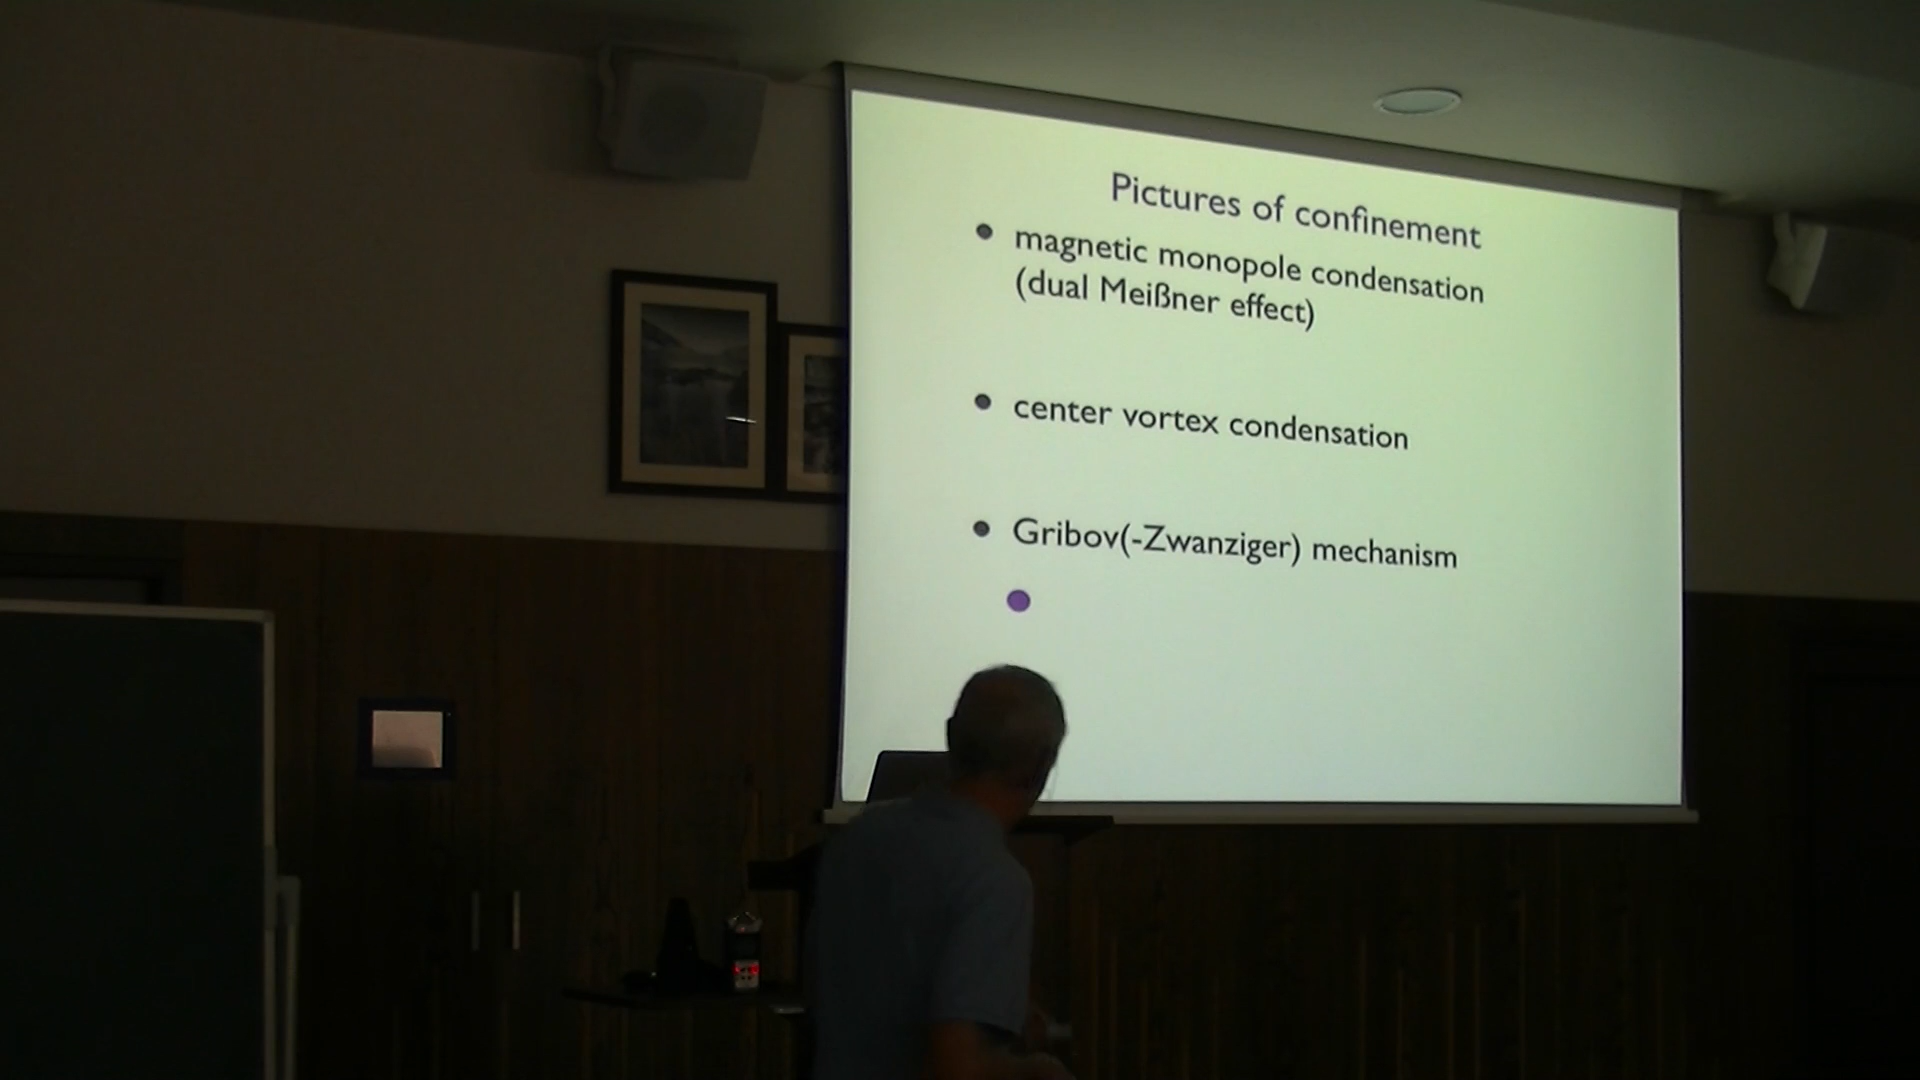 Pictures of confinement
• magnetic monopole condensation
(dual Meißner effect)
• center vortex condensation
• Gribov(-Zwanziger) mechanism